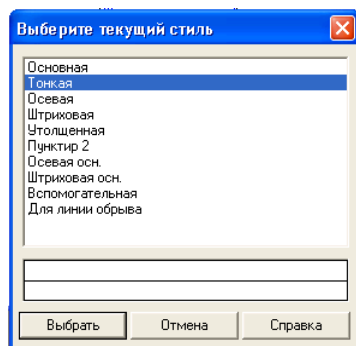 Выберите текущий стиль
Основная
Тонкая
Осевая
Штриховая
Утолщенная
Пунктир 2
Осевая осн.
Штриховая осн.
Вспомогательная
Для линии обрыва
Выбрать Отмена Справка